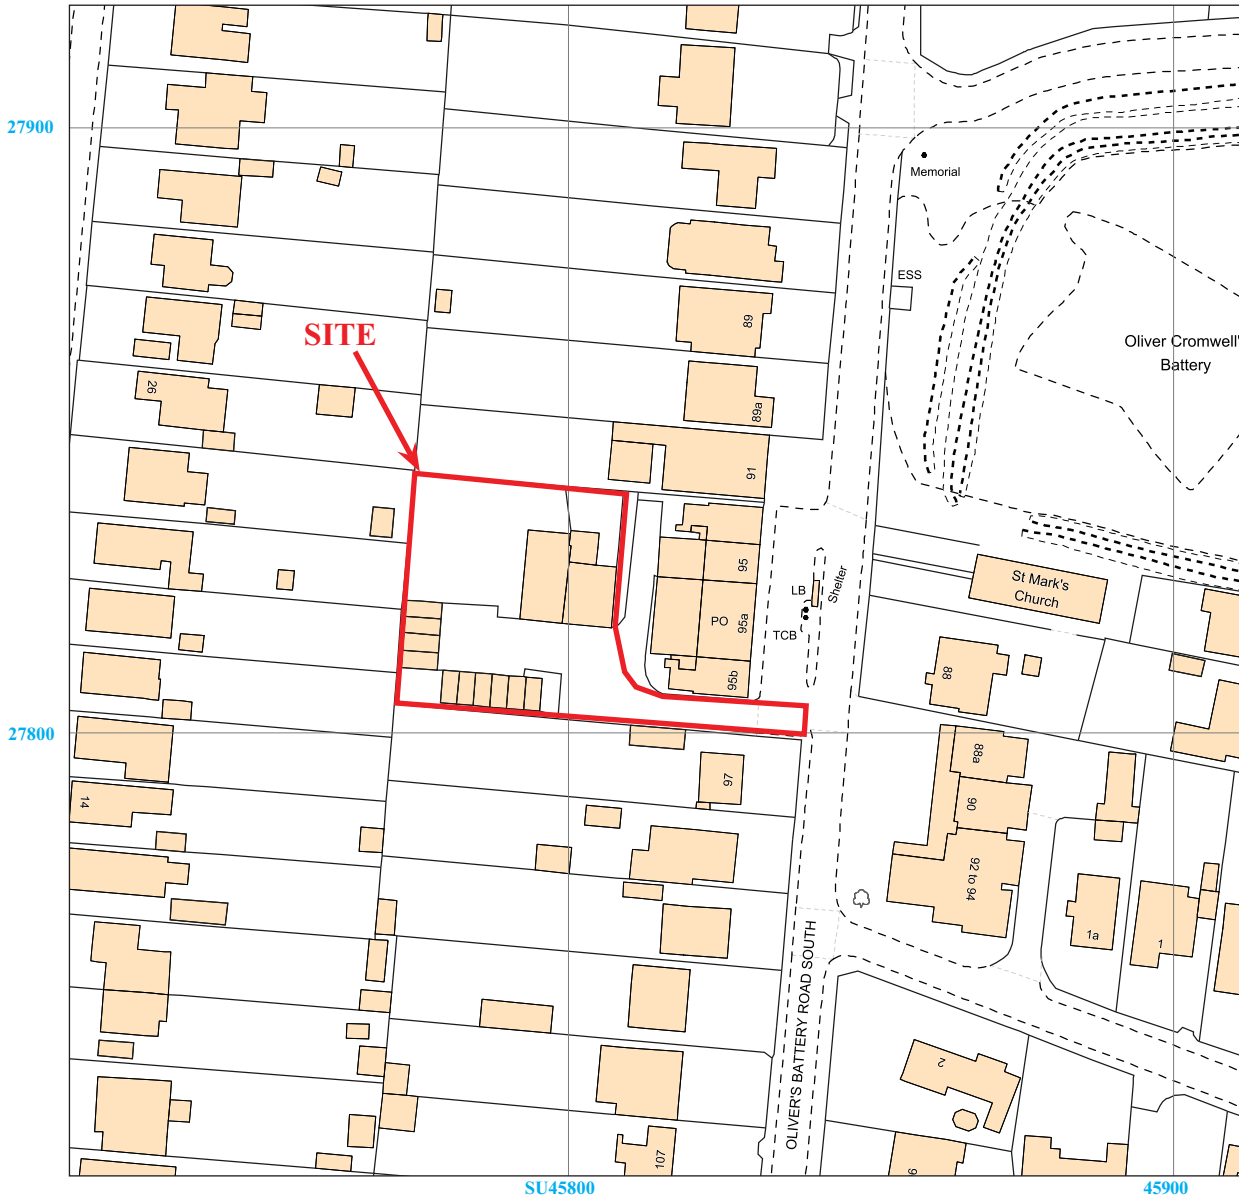 27900
Memorial
ESS
89
SITE
Oliver Cromwell'
Battery
26
89a
91
95
St Mark's
Church
LB
Shelter
PO
95a
TCB
95b
88
27800
88a
97
14
90
92 to 94
1a
1
OLIVER'S BATTERY ROAD SOUTH
2
107
SU45800
45900